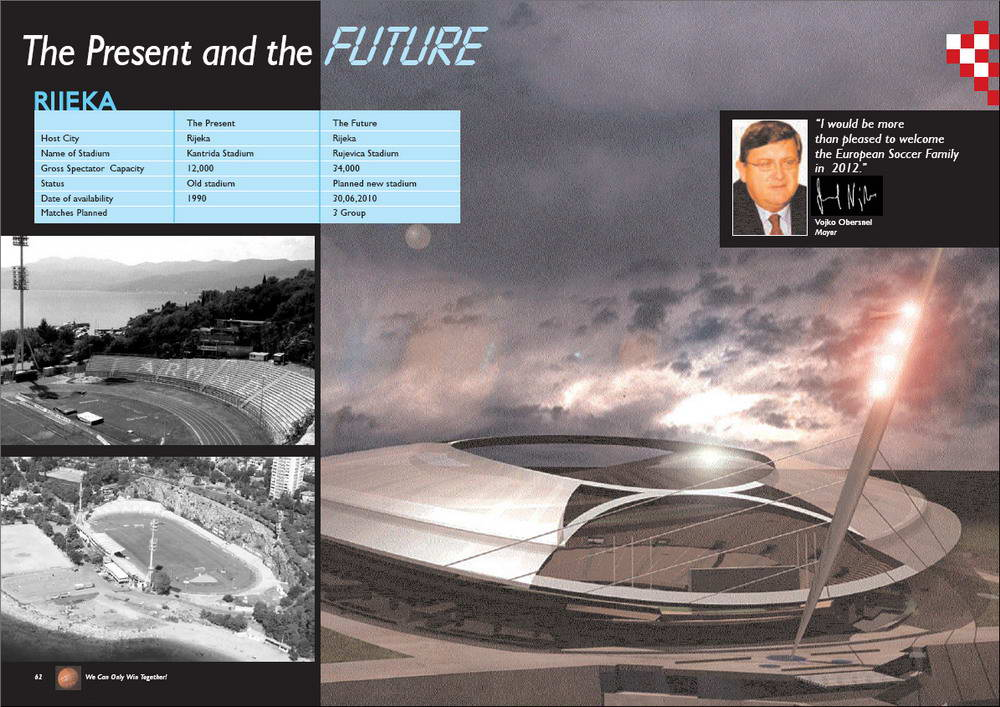 The Present and the FUTURE
RIJEKA
The Present The Future
Host City Rijeka Rijeka
Name of Stadium Kantrida Stadium Rujevica Stadium
Gross Spectator Capacity 12,000 34,000
Status Old stadium Planned new stadium
Date of availability 1990 30,06,2010
Matches Planned 3 Group
"I would be more
than pleased to welcome
the European Soccer Family
in 2012."
Vojko Obersnel
Mayor
ARMADA
62 We Can Only Win Together!